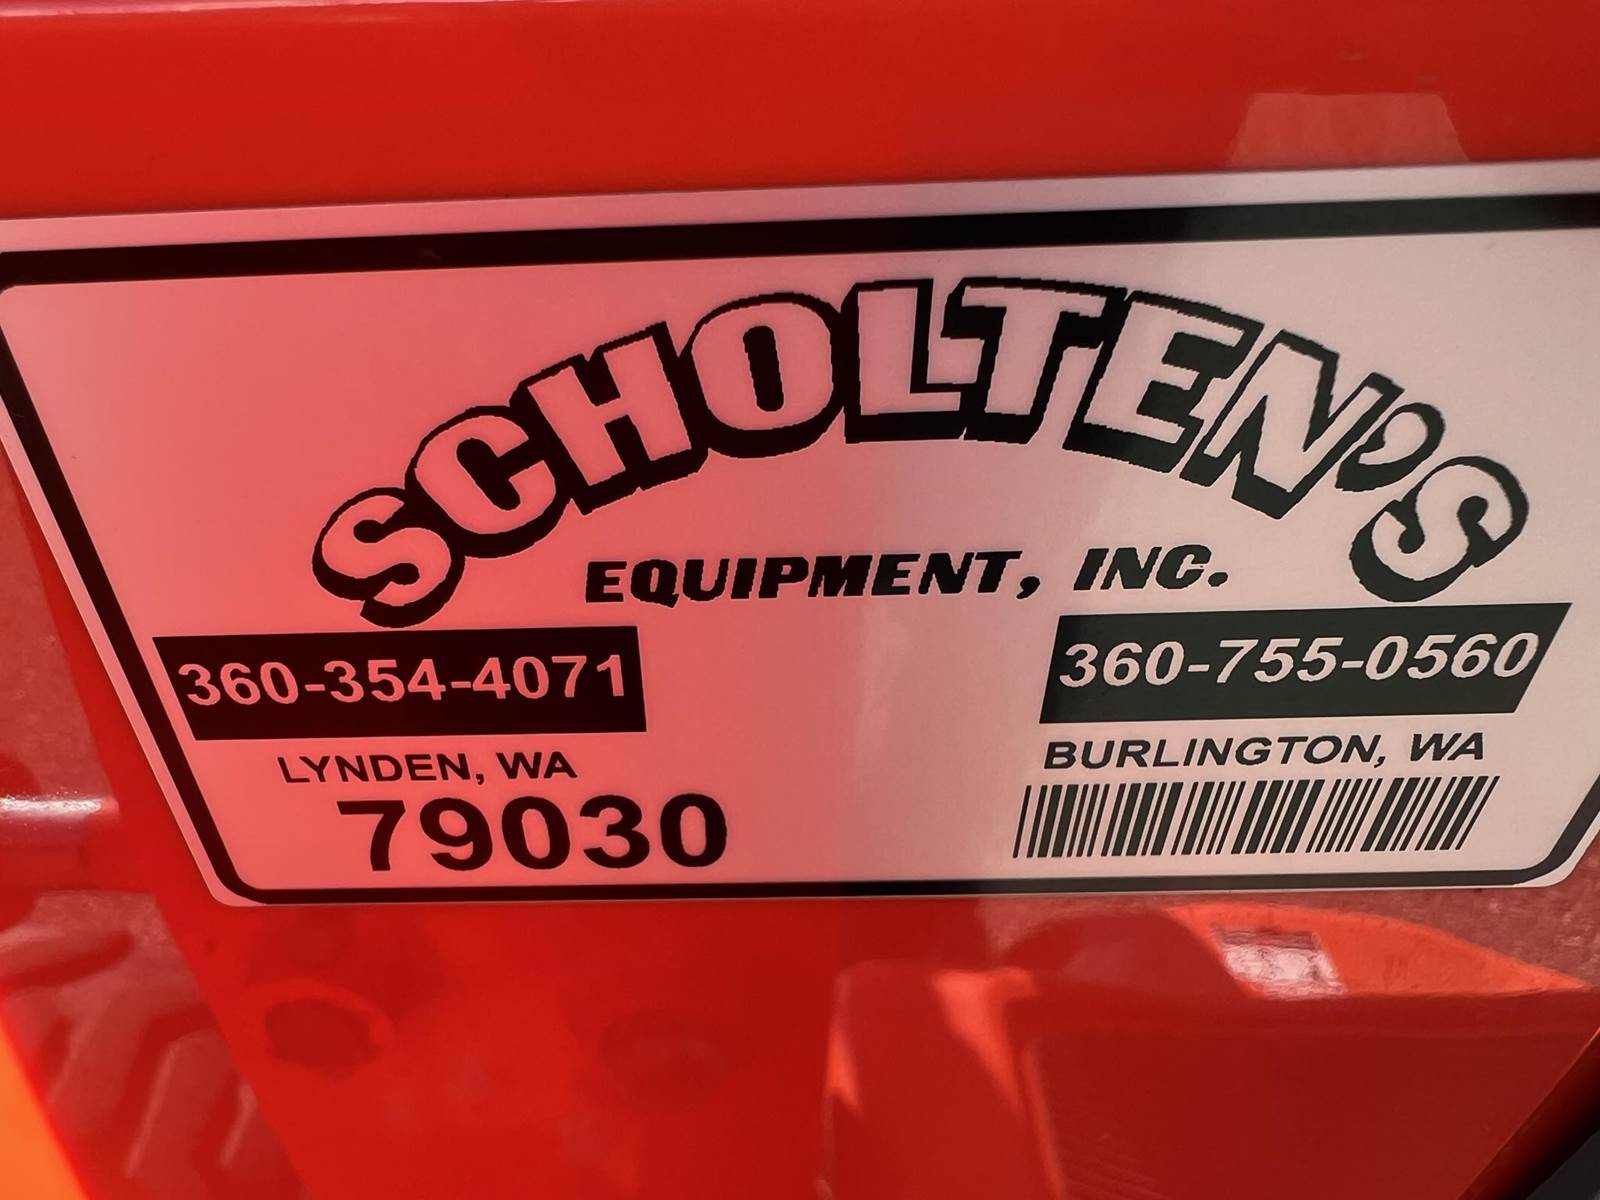 SCHOLTEN'S
EQUIPMENT, INC.
360-354-4071
LYNDEN, WA
79030
360-755-0560
BURLINGTON, WA